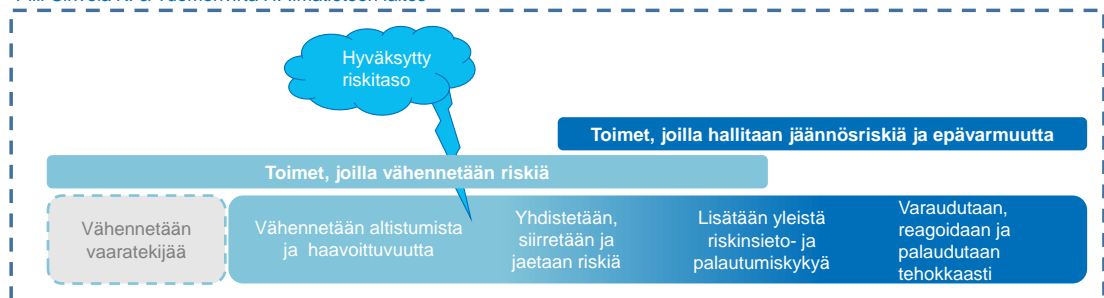 Hyväksytty
riskitaso
Toimet, joilla hallitaan jäännösriskiä ja epävarmuutta
Toimet, joilla vähennetään riskiä
Vähennetään
vaaratekijää
Vähennetään altistumista
ja haavoittuvuutta
Yhdistetään,
siirretään ja
jaetaan riskiä
Lisätään yleistä
riskinsieto- ja
palautumiskykyä
Varaudutaan,
reagoidaan ja
palaudutaan
tehokkaasti